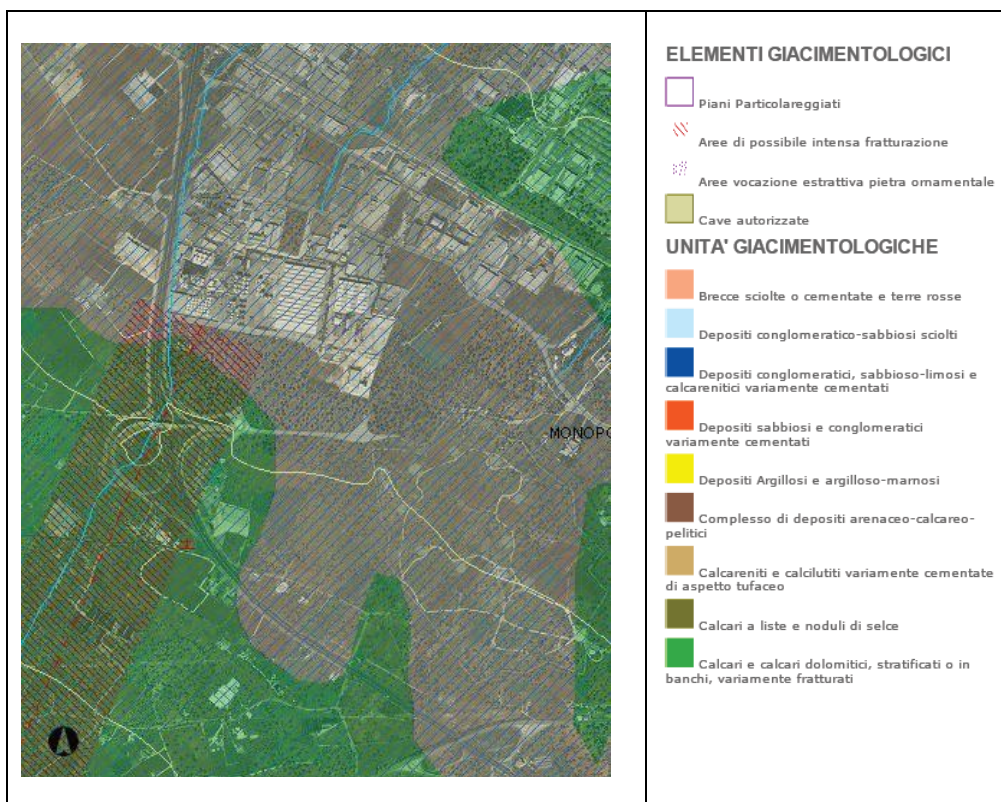 ELEMENTI GIACIMENTOLOGICI
Piani Particolareggiati
Aree di possibile intensa fratturazione
Aree vocazione estrattiva pietra ornamentale
Cave autorizzate
UNITA' GIACIMENTOLOGICHE
Brecce sciolte o cementate e terre rosse
Depositi conglomeratico-sabbiosi sciolti
Depositi conglomeratici, sabbioso-limosi e
calcarenitici variamente cementati
Depositi sabbiosi e conglomeratici
variamente cementati
Depositi Argillosi e argilloso-marnosi
Complesso di depositi arenaceo-calcareo-
pelitici
Calcareniti e calcilutiti variamente cementate
di aspetto tufaceo
Calcari a liste e noduli di selce
Calcari e calcari dolomitici, stratificati o in
banchi, variamente fratturati
MONOPO